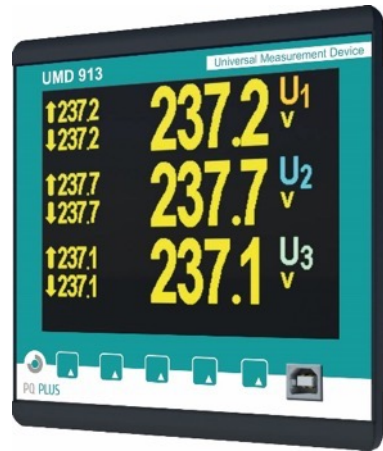 UMD 913
Universal Measurement Device
↑237.2 237.2 U1
↓237.2 V
↑237.7 237.7 U2
↓237.7 V
↑237.1 237.1 U3
↓237.1 V
PQ PLUS